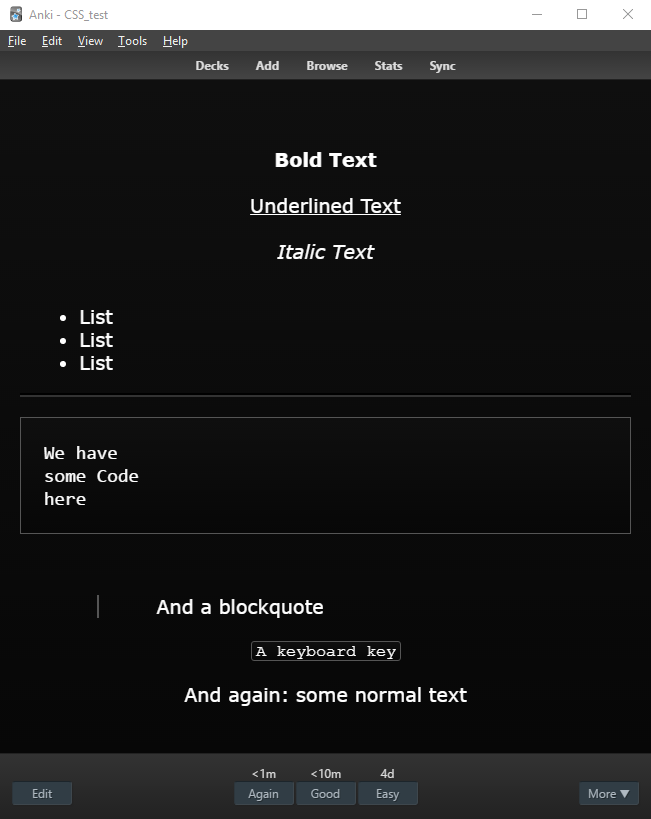 Anki - CSS_test
File Edit View Tools Help
Decks Add Browse Stats Sync
Bold Text
Underlined Text
Italic Text
• List
• List
• List
We have
some Code
here
And a blockquote
A keyboard key
And again: some normal text
<1m <10m 4d
Edit Again Good Easy More ▼